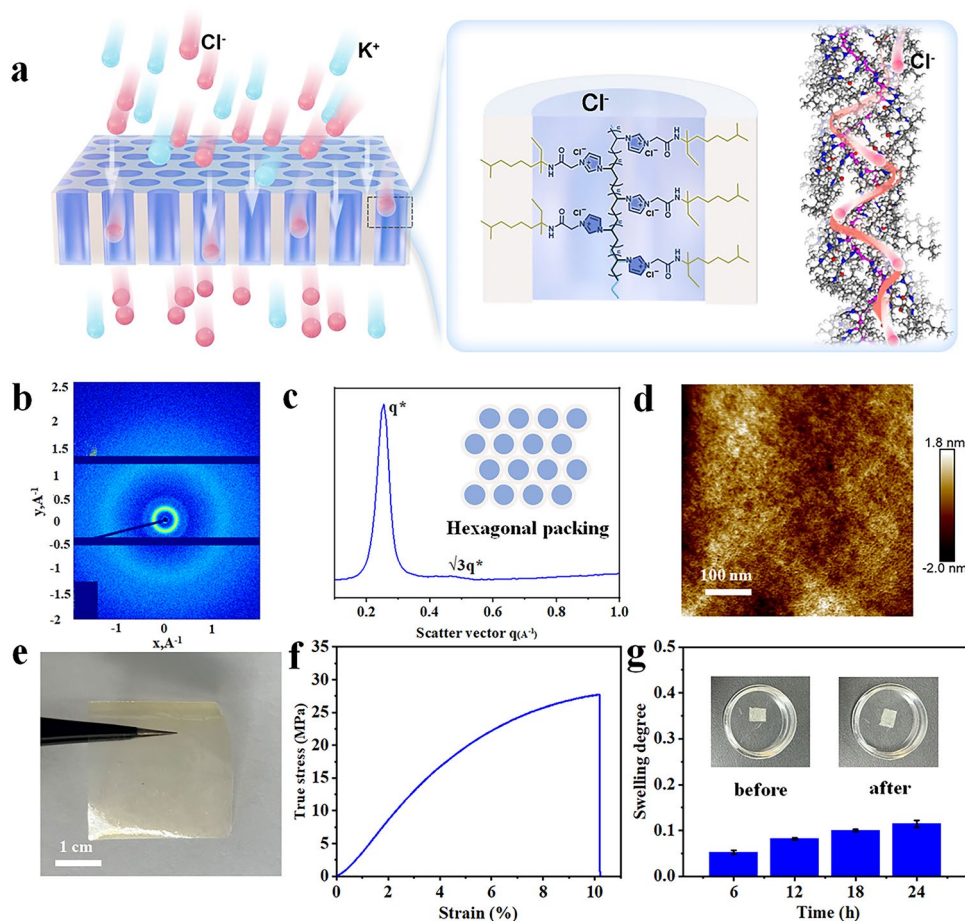 a
Cl-
K+
Cl-
Cl-
Cl-
Cl-
Cl-
Cl-
Cl-
Cl-
O
N
H
N
N
+
n
m
b
2.5
2
1.5
1
0.5
0
-0.5
-1
-1.5
-2
y,A-1
-1
0
1
x,A-1
c
q*
Hexagonal packing
√3q*
0.2
0.4
0.6
0.8
1.0
Scatter vector q(A-1)
d
1.8 nm
-2.0 nm
100 nm
e
1 cm
f
35
30
25
20
15
10
5
0
True stress (MPa)
0
2
4
6
8
10
Strain (%)
g
0.5
0.4
0.3
0.2
0.1
0.0
Swelling degree
before
after
6
12
18
24
Time (h)